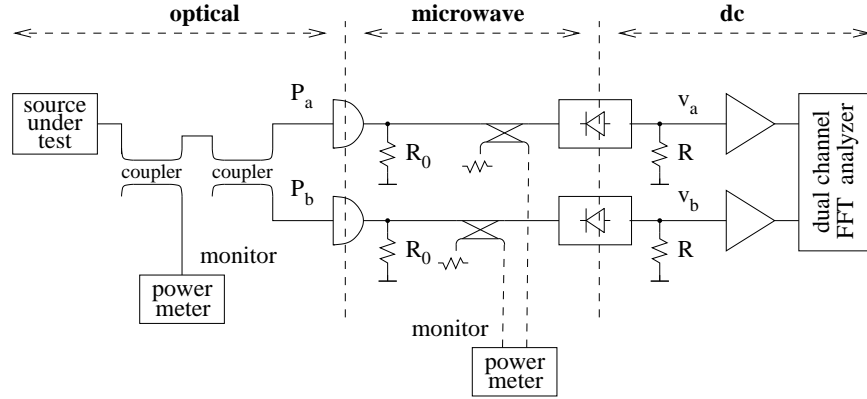 optical
microwave
dc
source
under
test
coupler
coupler
P_a
P_b
R_0
R_0
v_a
v_b
R
R
dual channel
FFT analyzer
monitor
power
meter
monitor
power
meter